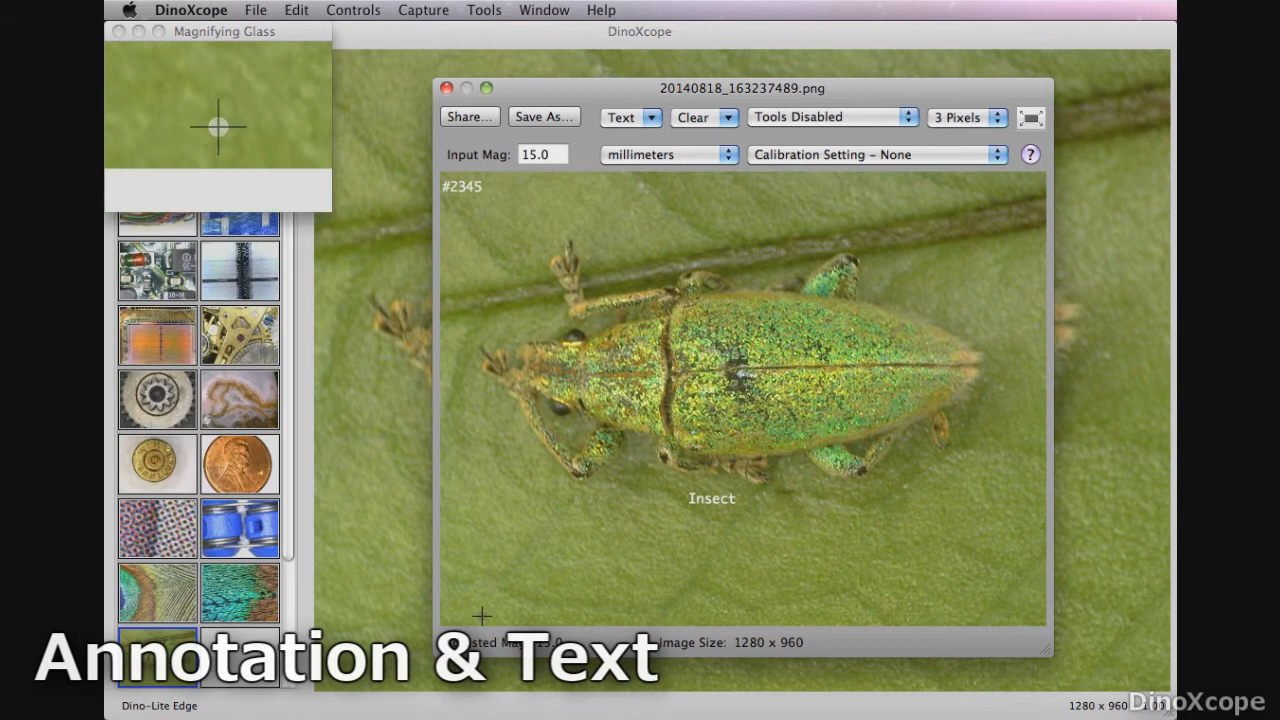 DinoXcope File Edit Controls Capture Tools Window Help
Magnifying Glass
DinoXcope
20140818_163237489.png
Share... Save As... Text Clear Tools Disabled 3 Pixels
Input Mag: 15.0 millimeters Calibration Setting - None ?
#2345
Insect
Image Size: 1280 x 960
Annotation & Text
Dino-Lite Edge
1280 x 960
DinoXcope